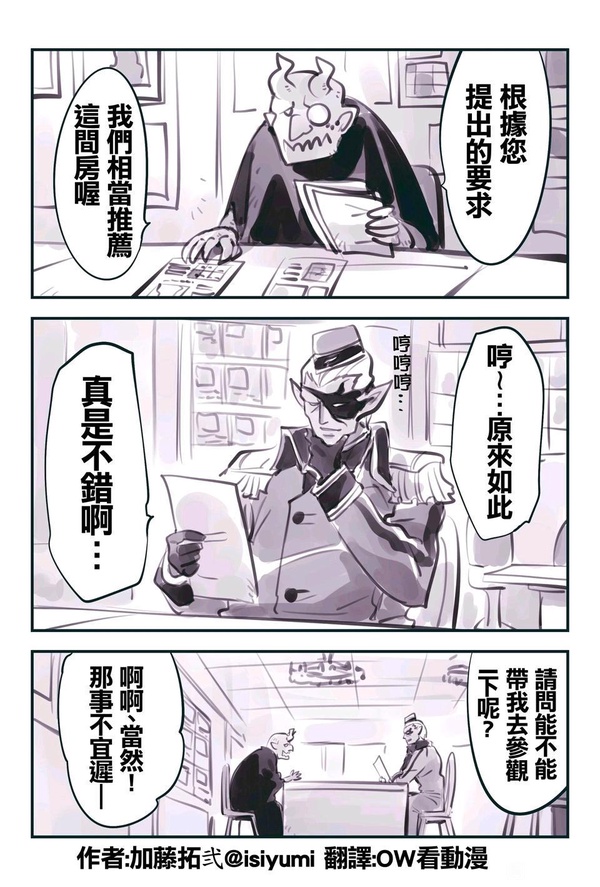 根據您
提出的要求
我們相當推薦
這間房喔
哼～…原來如此
哼哼哼…
真是不錯啊…
請問能不能
帶我去參觀
一下呢？
啊啊、當然！
那事不宜遲—
作者:加藤拓弐@isiyumi 翻譯:OW看動漫